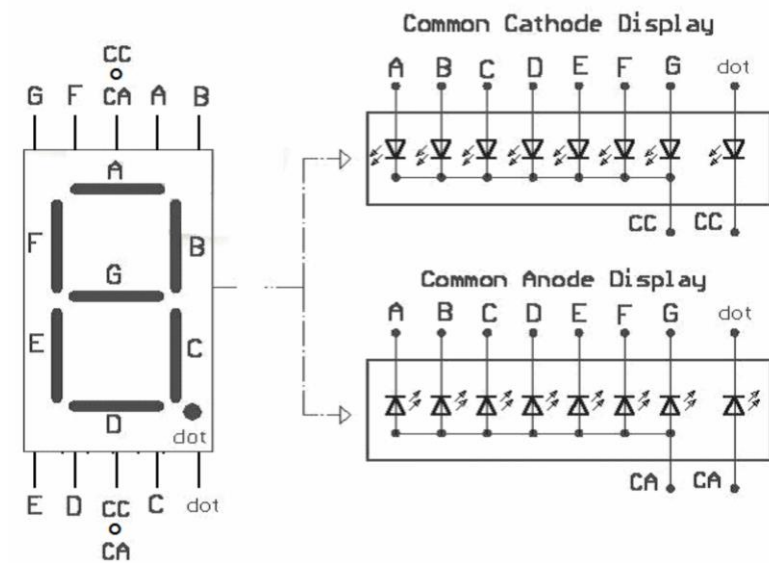 CC
o
G F CA A B
A
F
B
G
E
C
D
dot
E D CC C dot
o
CA
Common Cathode Display
A B C D E F G dot
CC CC
Common Anode Display
A B C D E F G dot
CA CA